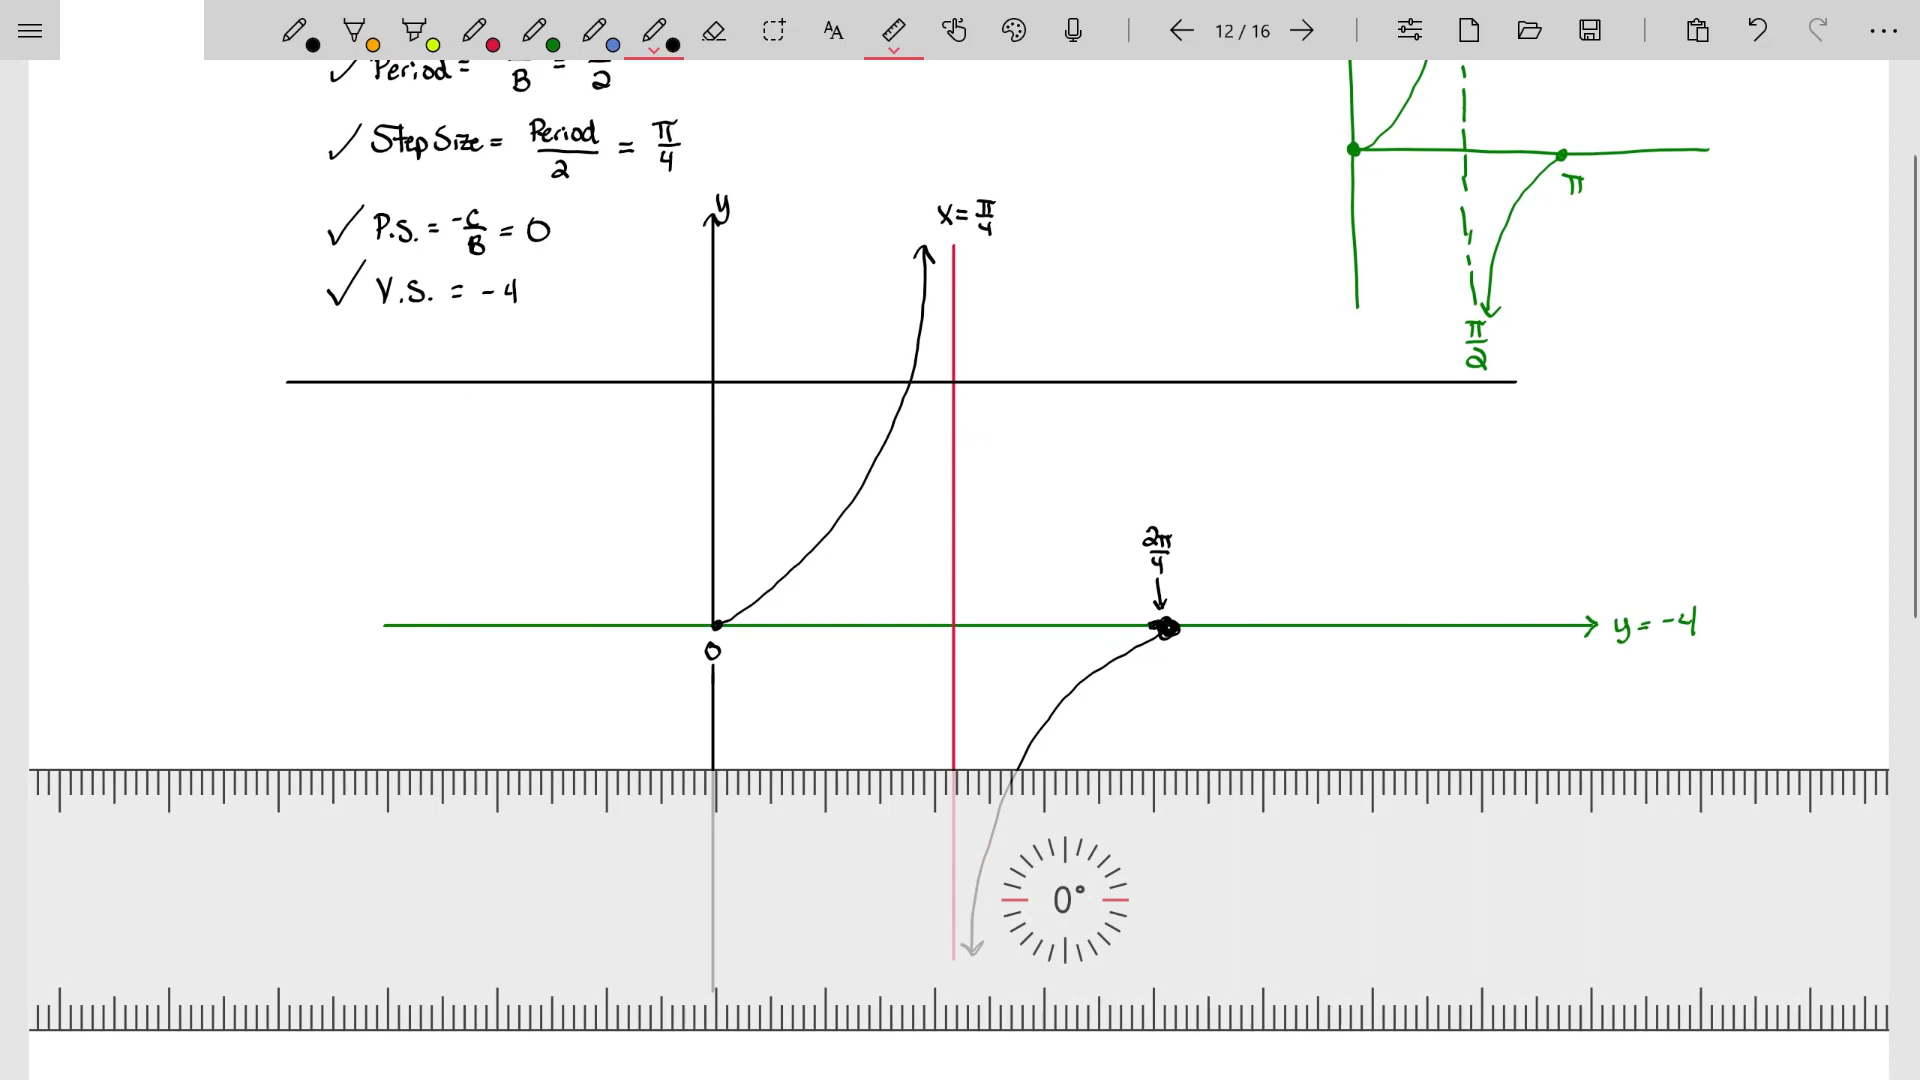 12 / 16
✓ Period = /B = /2
✓ Step Size = Period/2 = π/4
✓ P.S. = -C/B = 0
✓ V.S. = -4
y
x = π/4
π
π/2
2π/4
y = -4
0
0°